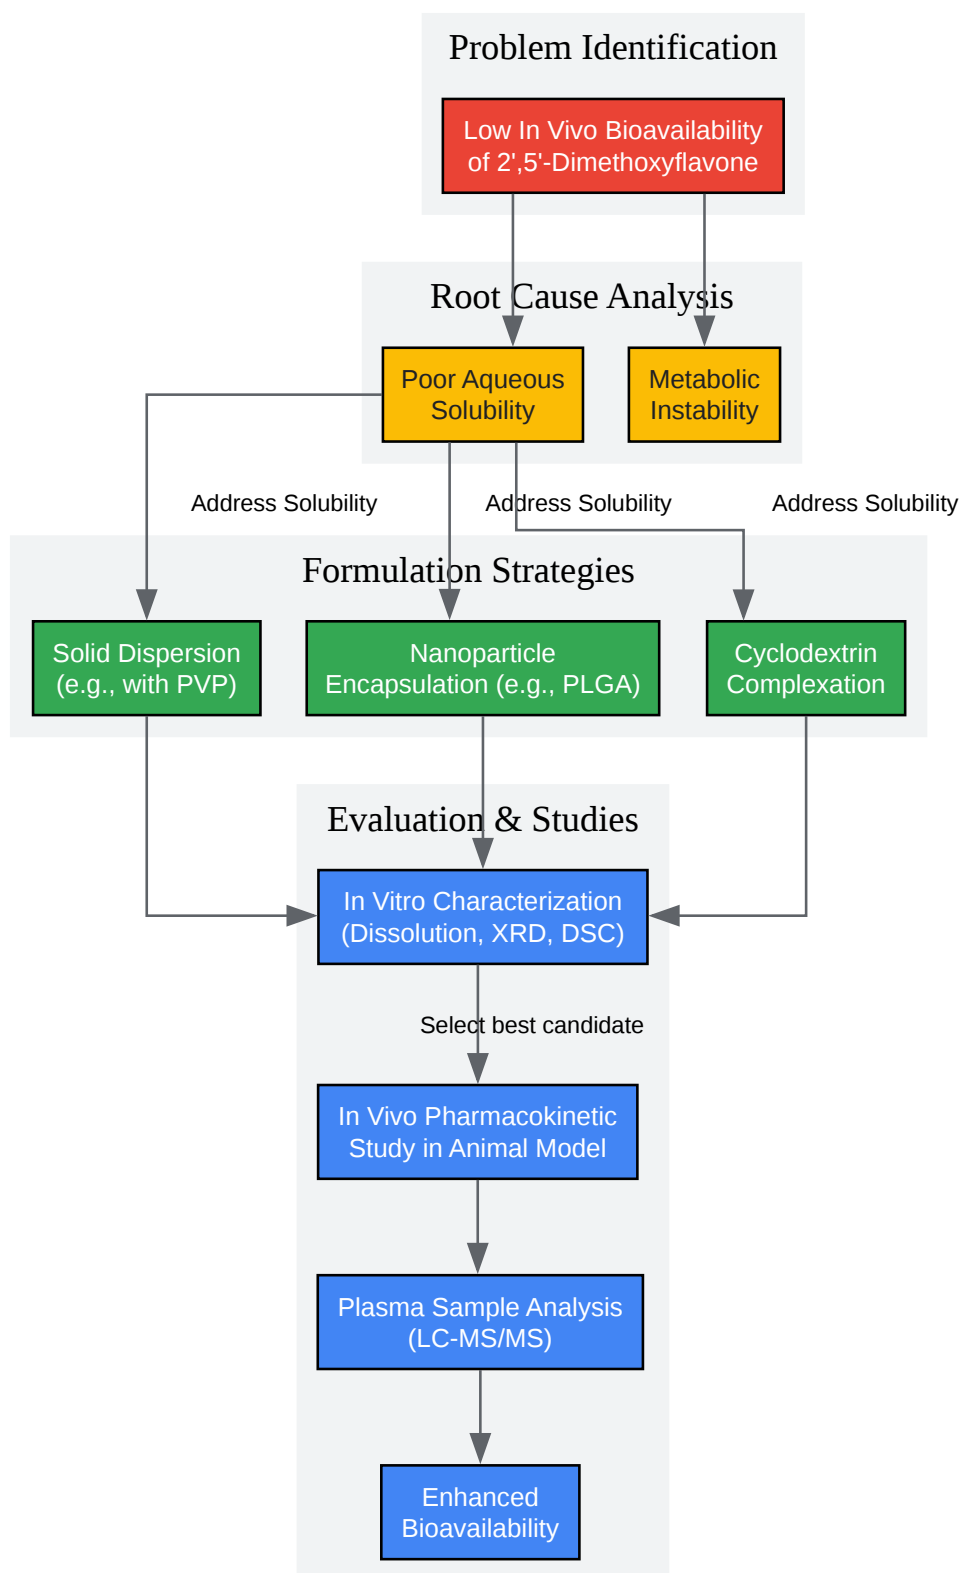 Problem Identification
Low In Vivo Bioavailability
of 2',5'-Dimethoxyflavone
Root Cause Analysis
Poor Aqueous
Solubility
Metabolic
Instability
Address Solubility
Address Solubility
Address Solubility
Formulation Strategies
Solid Dispersion
(e.g., with PVP)
Nanoparticle
Encapsulation (e.g., PLGA)
Cyclodextrin
Complexation
Evaluation & Studies
In Vitro Characterization
(Dissolution, XRD, DSC)
Select best candidate
In Vivo Pharmacokinetic
Study in Animal Model
Plasma Sample Analysis
(LC-MS/MS)
Enhanced
Bioavailability